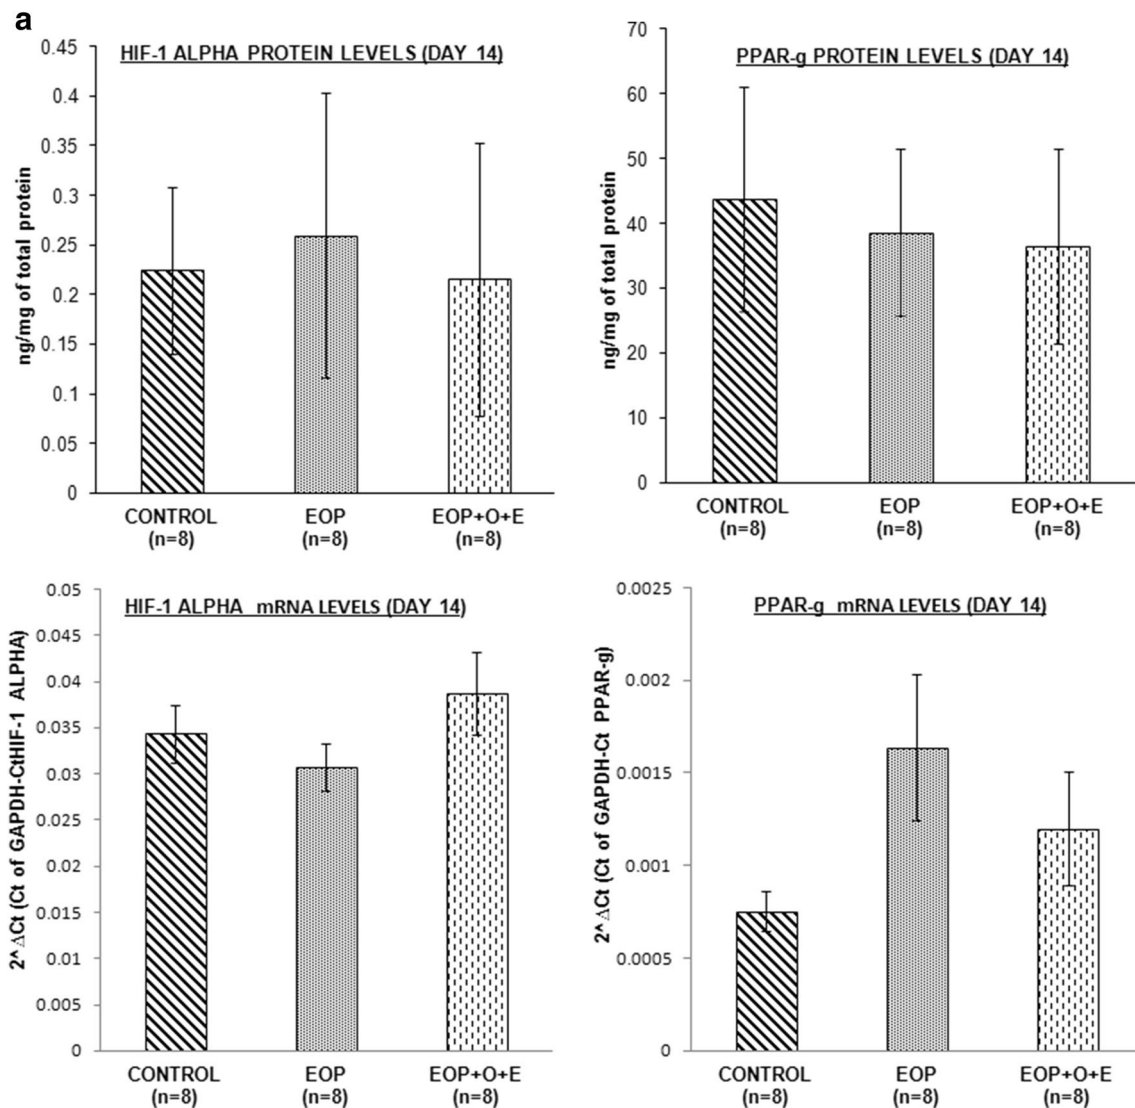 a
HIF-1 ALPHA PROTEIN LEVELS (DAY 14)
ng/mg of total protein
0.45
0.4
0.35
0.3
0.25
0.2
0.15
0.1
0.05
0
CONTROL
(n=8)
EOP
(n=8)
EOP+O+E
(n=8)
PPAR-g PROTEIN LEVELS (DAY 14)
ng/mg of total protein
70
60
50
40
30
20
10
0
CONTROL
(n=8)
EOP
(n=8)
EOP+O+E
(n=8)
HIF-1 ALPHA mRNA LEVELS (DAY 14)
2^ ΔCt (Ct of GAPDH-CtHIF-1 ALPHA)
0.05
0.045
0.04
0.035
0.03
0.025
0.02
0.015
0.01
0.005
0
CONTROL
(n=8)
EOP
(n=8)
EOP+O+E
(n=8)
PPAR-g mRNA LEVELS (DAY 14)
2^ ΔCt (Ct of GAPDH-Ct PPAR-g)
0.0025
0.002
0.0015
0.001
0.0005
0
CONTROL
(n=8)
EOP
(n=8)
EOP+O+E
(n=8)